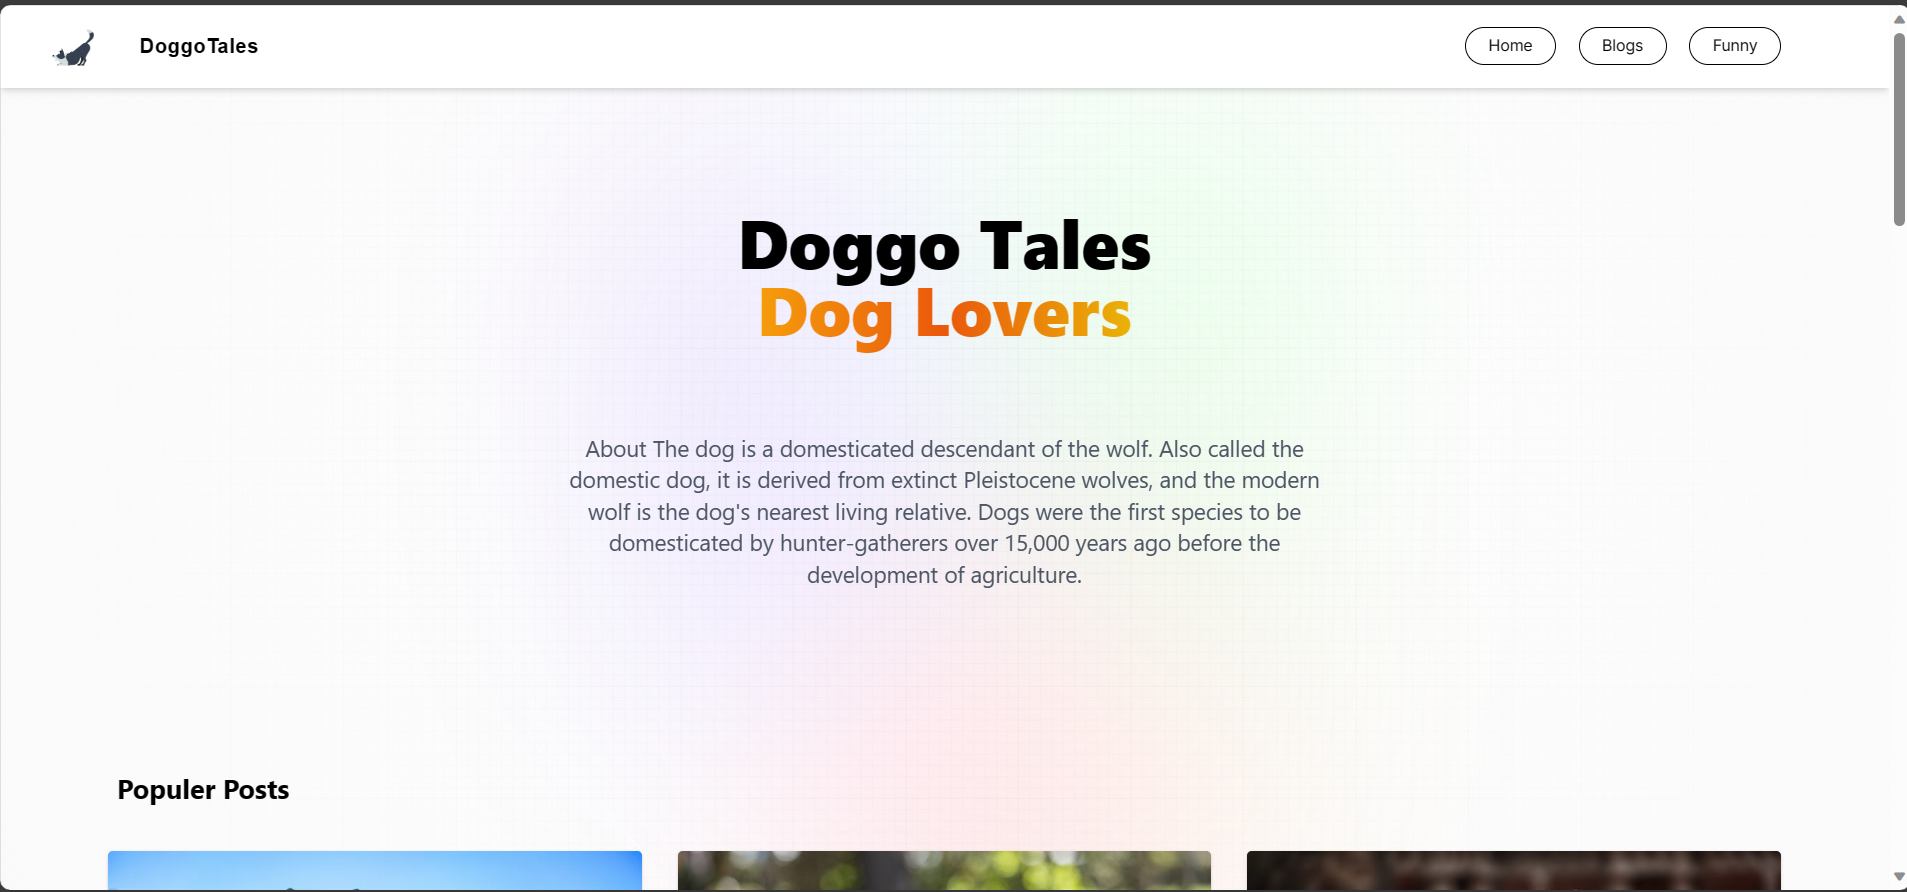 DoggoTales
Home
Blogs
Funny
Doggo Tales
Dog Lovers
About The dog is a domesticated descendant of the wolf. Also called the
domestic dog, it is derived from extinct Pleistocene wolves, and the modern
wolf is the dog's nearest living relative. Dogs were the first species to be
domesticated by hunter-gatherers over 15,000 years ago before the
development of agriculture.
Populer Posts